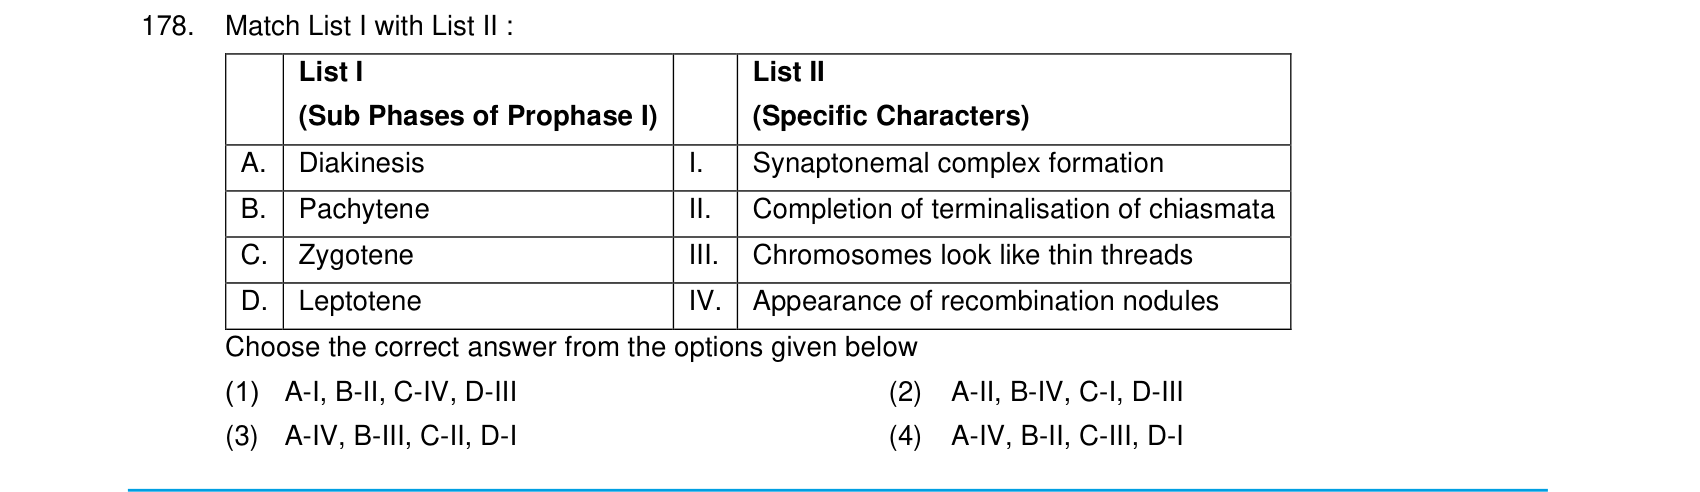 178. Match List I with List II :
List I
(Sub Phases of Prophase I)
List II
(Specific Characters)
A. Diakinesis I. Synaptonemal complex formation
B. Pachytene II. Completion of terminalisation of chiasmata
C. Zygotene III. Chromosomes look like thin threads
D. Leptotene IV. Appearance of recombination nodules
Choose the correct answer from the options given below
(1) A-I, B-II, C-IV, D-III (2) A-II, B-IV, C-I, D-III
(3) A-IV, B-III, C-II, D-I (4) A-IV, B-II, C-III, D-I